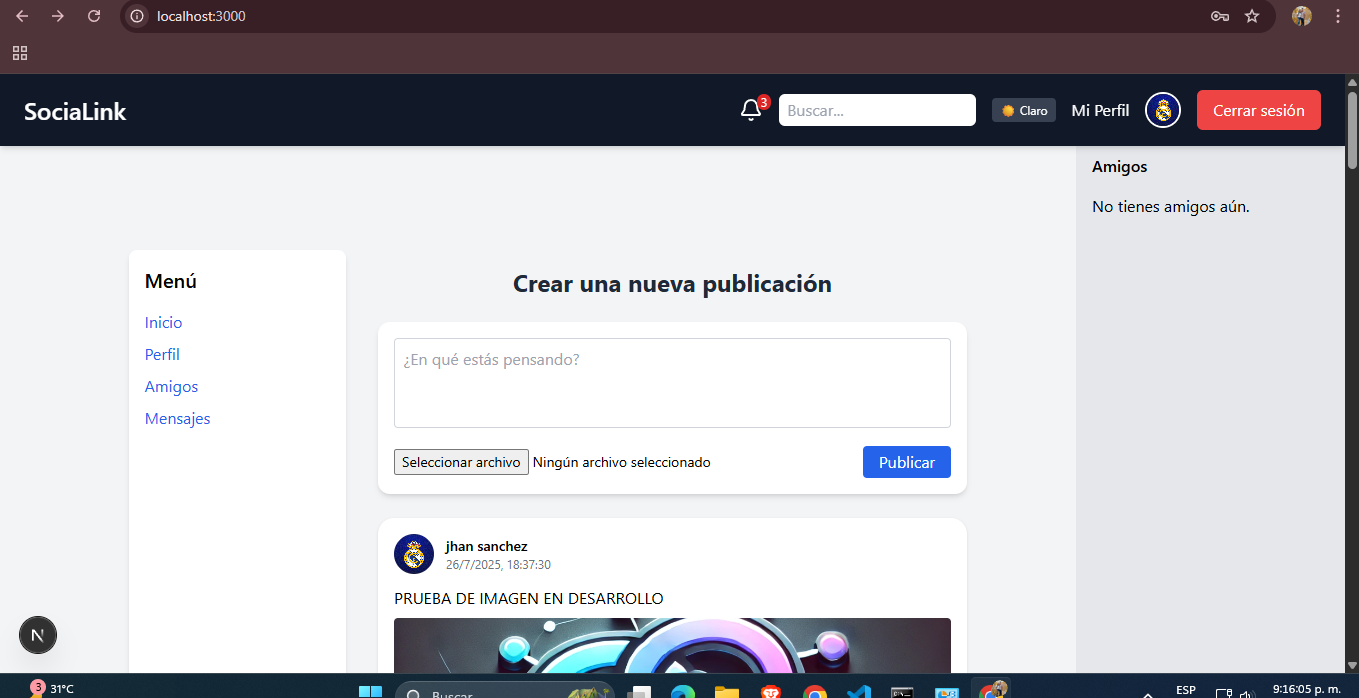 localhost:3000
SociaLink
3
Buscar...
Claro
Mi Perfil
Cerrar sesión
Amigos
No tienes amigos aún.
Menú
Inicio
Perfil
Amigos
Mensajes
Crear una nueva publicación
¿En qué estás pensando?
Seleccionar archivo
Ningún archivo seleccionado
Publicar
jhan sanchez
26/7/2025, 18:37:30
PRUEBA DE IMAGEN EN DESARROLLO
N
3
31°C
Buscar
ESP
9:16:05 p. m.